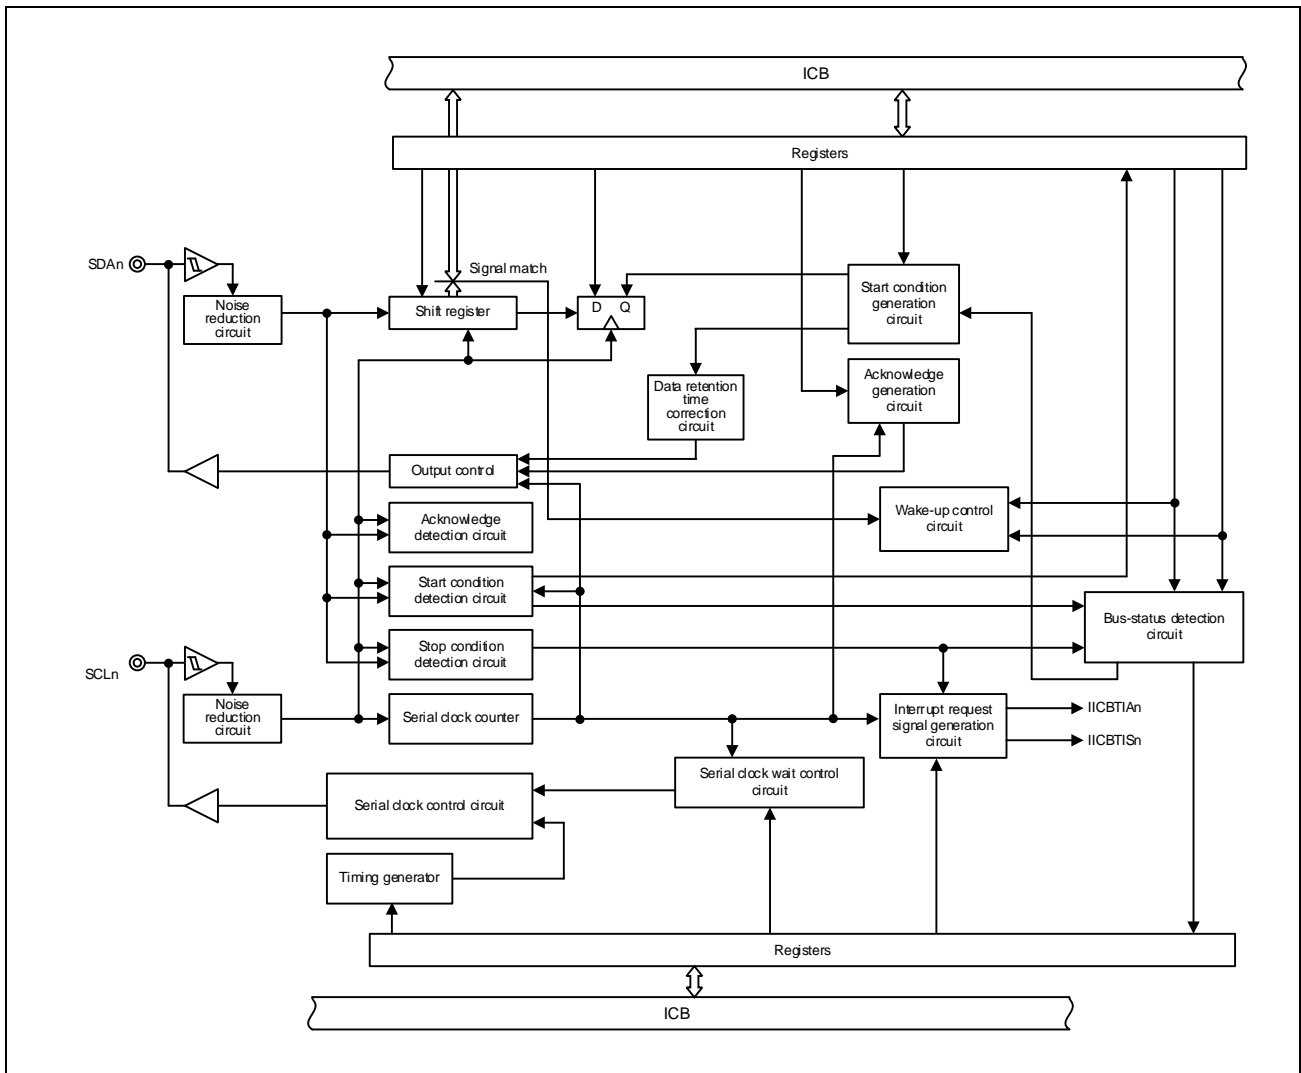 ICB
Registers
SDAn
Signal match
Noise
reduction
circuit
Shift register
D Q
Start condition
generation
circuit
Data retention
time
correction
circuit
Acknowledge
generation
circuit
Output control
Acknowledge
detection circuit
Wake-up control
circuit
Start condition
detection circuit
Bus-status detection
circuit
Stop condition
detection circuit
SCLn
Noise
reduction
circuit
Serial clock counter
Interrupt request
signal generation
circuit
IICBTIAn
IICBTISn
Serial clock wait control
circuit
Serial clock control circuit
Timing generator
Registers
ICB